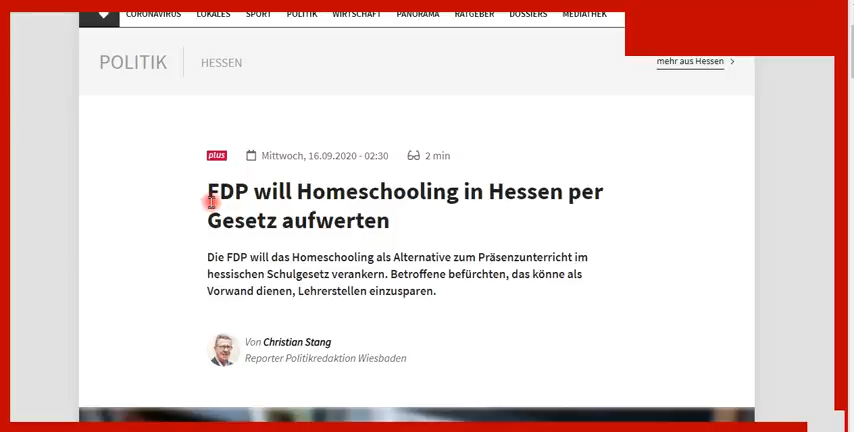 CORONAVIRUS LOKALES SPORT POLITIK WIRTSCHAFT PANORAMA RATGEBER DOSSIERS MEDIATHEK
POLITIK HESSEN mehr aus Hessen
plus Mittwoch, 16.09.2020 - 02:30 2 min
FDP will Homeschooling in Hessen per
Gesetz aufwerten
Die FDP will das Homeschooling als Alternative zum Präsenzunterricht im
hessischen Schulgesetz verankern. Betroffene befürchten, das könne als
Vorwand dienen, Lehrerstellen einzusparen.
Von Christian Stang
Reporter Politikredaktion Wiesbaden